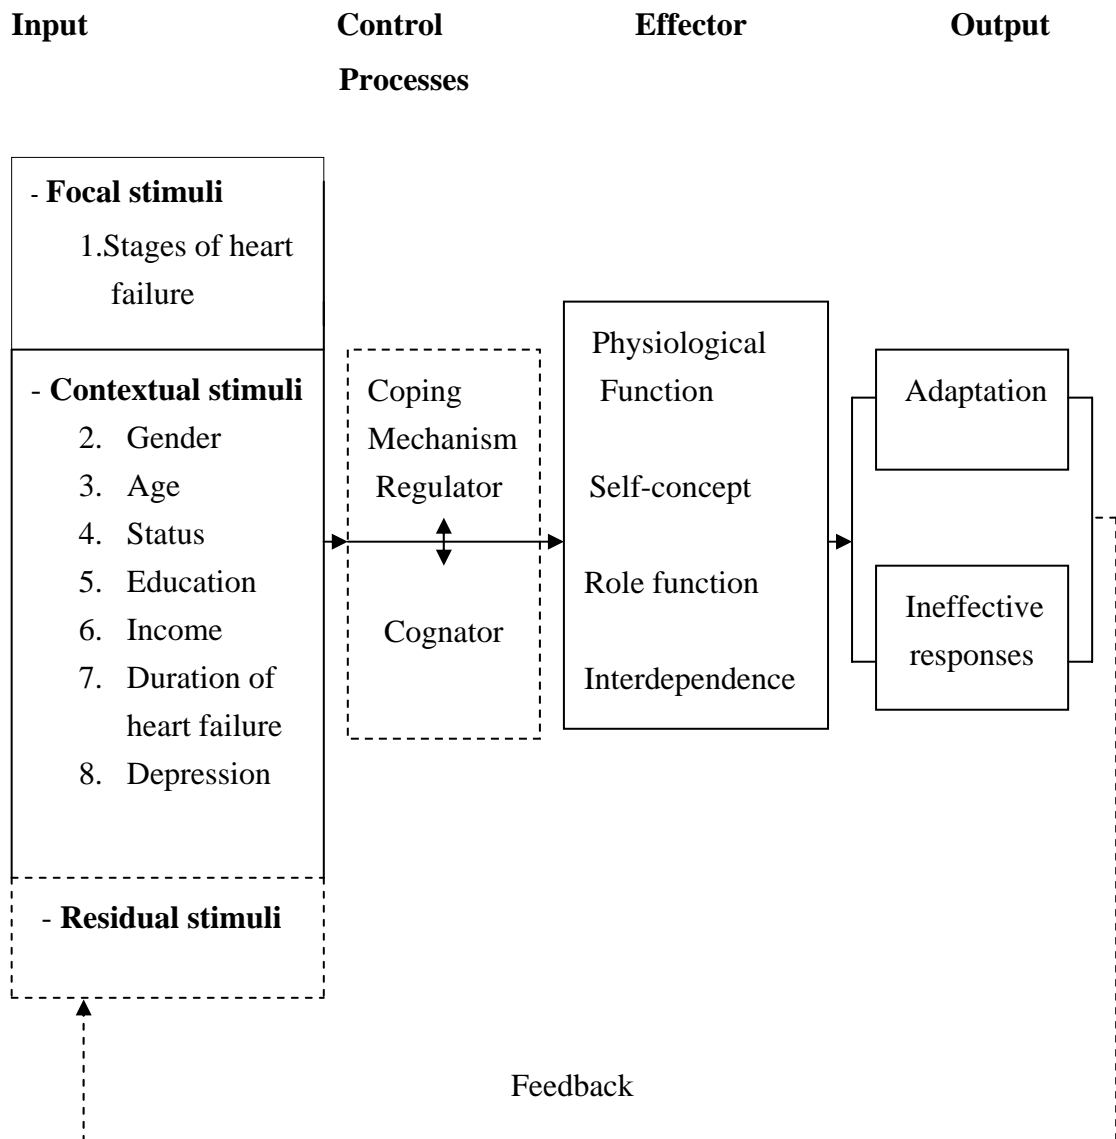 Input Control Effector Output
Processes
- Focal stimuli
1.Stages of heart
failure
- Contextual stimuli
2. Gender
3. Age
4. Status
5. Education
6. Income
7. Duration of
heart failure
8. Depression
- Residual stimuli
Coping
Mechanism
Regulator
Cognator
Physiological
Function
Self-concept
Role function
Interdependence
Adaptation
Ineffective
responses
Feedback